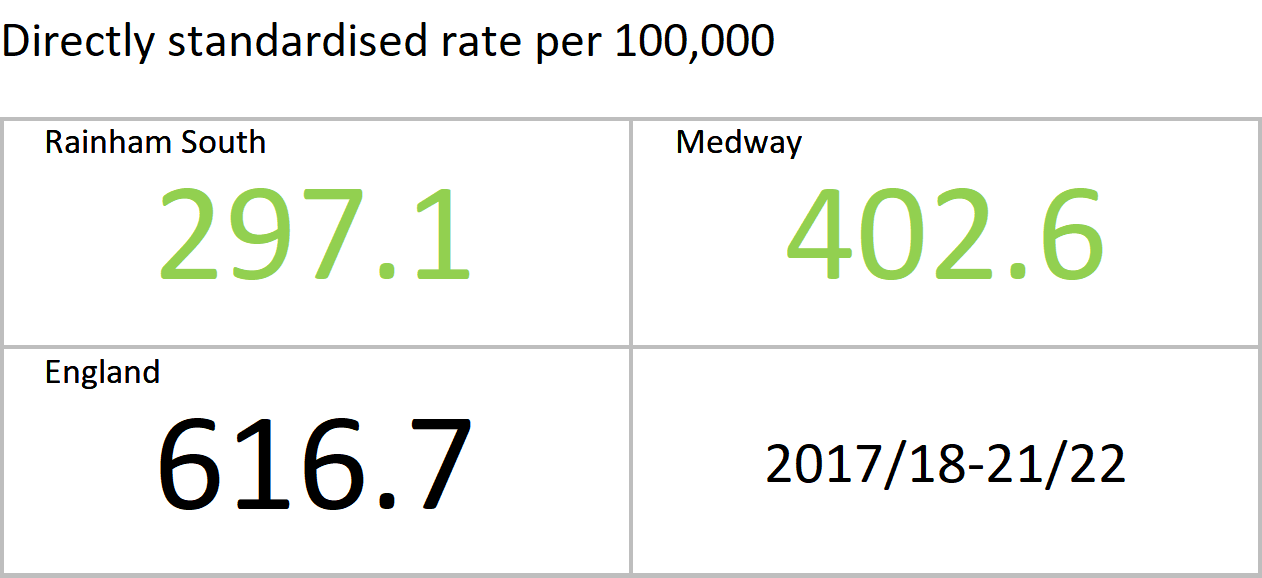 Directly standardised rate per 100,000
Rainham South
297.1
Medway
402.6
England
616.7
2017/18-21/22